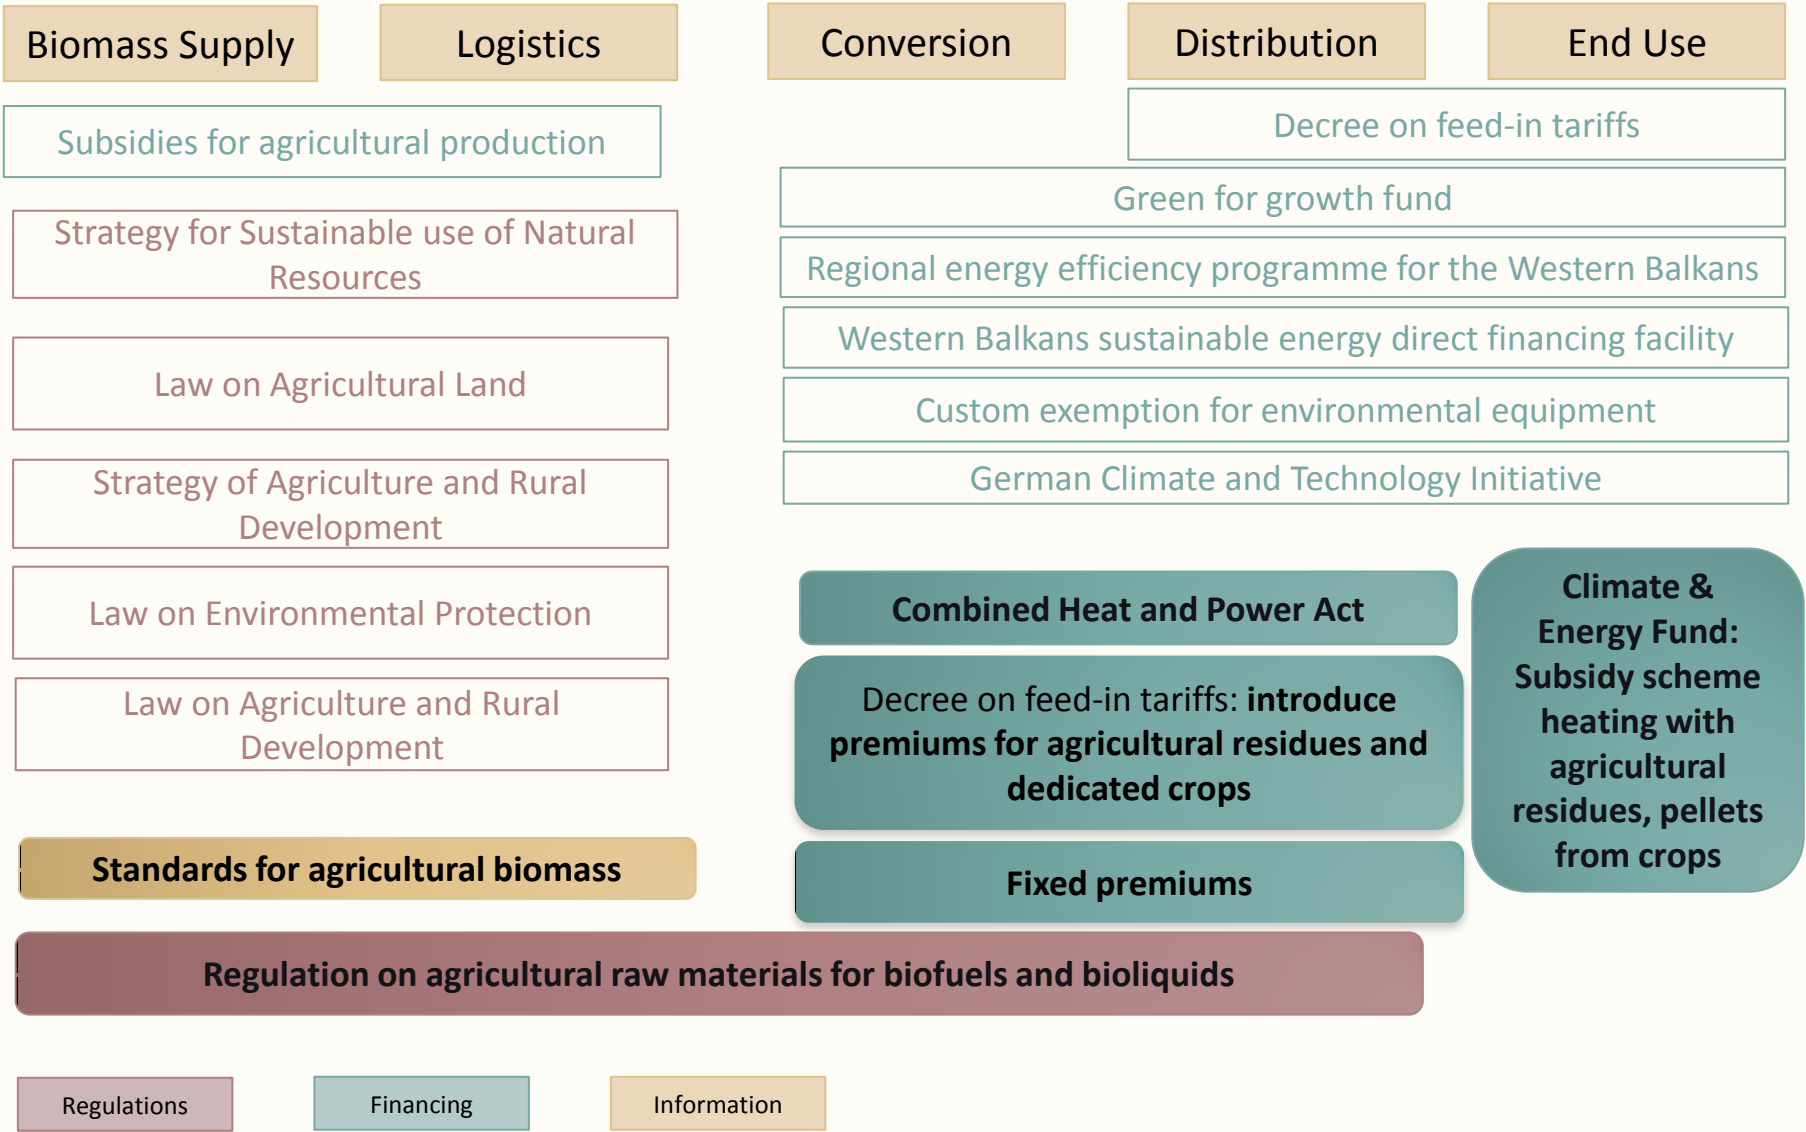 Biomass Supply
Logistics
Conversion
Distribution
End Use
Subsidies for agricultural production
Strategy for Sustainable use of Natural
Resources
Law on Agricultural Land
Strategy of Agriculture and Rural
Development
Law on Environmental Protection
Law on Agriculture and Rural
Development
Decree on feed-in tariffs
Green for growth fund
Regional energy efficiency programme for the Western Balkans
Western Balkans sustainable energy direct financing facility
Custom exemption for environmental equipment
German Climate and Technology Initiative
Combined Heat and Power Act
Decree on feed-in tariffs: introduce
premiums for agricultural residues and
dedicated crops
Fixed premiums
Climate &
Energy Fund:
Subsidy scheme
heating with
agricultural
residues, pellets
from crops
Standards for agricultural biomass
Regulation on agricultural raw materials for biofuels and bioliquids
Regulations
Financing
Information